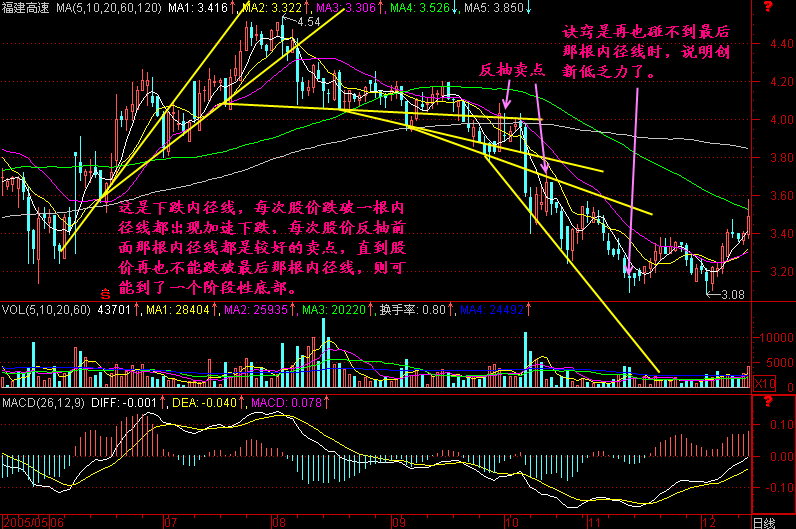 福建高速 MA(5,10,20,60,120) MA1: 3.416↑, MA2: 3.322↑, MA3: 3.306↑, MA4: 3.526↓, MA5: 3.850↓
4.54
诀窍是再也碰不到最后
那根内径线时，说明创
新低乏力了。
反抽卖点
4.40
4.20
4.00
3.80
3.60
3.40
3.20
这是下跌内径线，每次股价跌破一根内
径线都出现加速下跌，每次股价反抽前
面那根内径线都是较好的卖点，直到股
价再也不能跌破最后那根内径线，则可
能到了一个阶段性底部。
S
←3.08
VOL(5,10,20,60) 43701↑, MA1: 28404↑, MA2: 25935↑, MA3: 20220↑, 换手率: 0.80↑, MA4: 24492↑
10000
5000
X10
0
MACD(26,12,9) DIFF: -0.001↑, DEA: -0.040↑, MACD: 0.078↑
?
?
0.10
0.00
-0.10
2005/05 06 07 08 09 10 11 12 日线